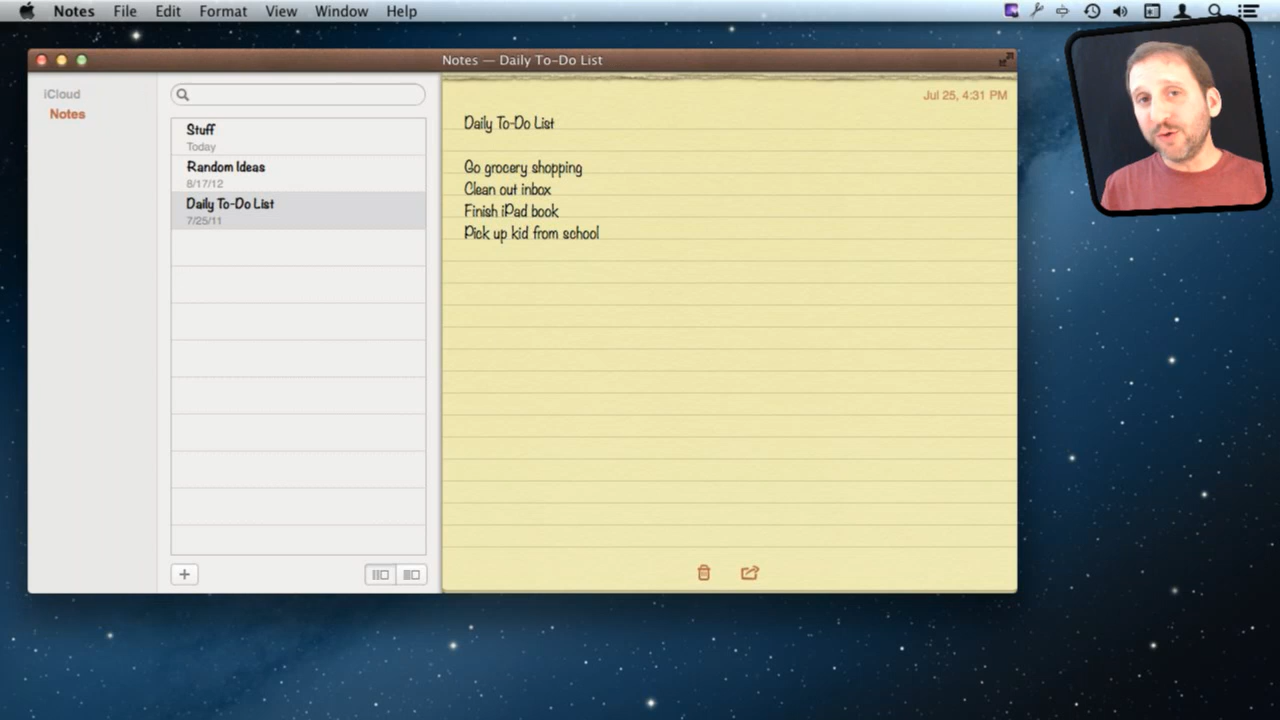 Notes File Edit Format View Window Help
Notes — Daily To-Do List
iCloud
Notes
Stuff
Today
Random Ideas
8/17/12
Daily To-Do List
7/25/11
Jul 25, 4:31 PM
Daily To-Do List
Go grocery shopping
Clean out inbox
Finish iPad book
Pick up kid from school